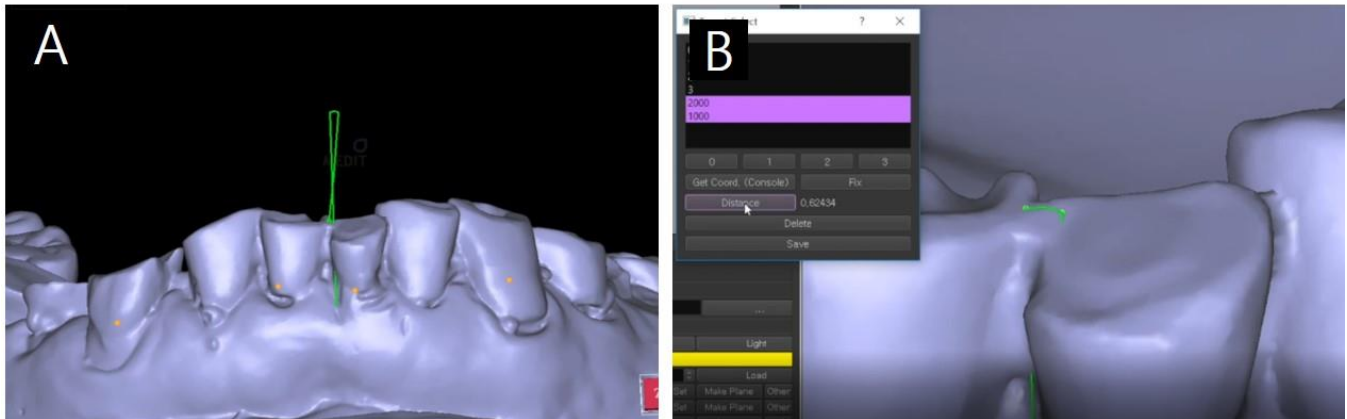 A
B
?
3
2000
1000
0
1
2
3
Get Coord. (Console)
Fix
Distance
0,62434
Delete
Save
...
Light
Load
Set
Make Plane
Other
Set
Make Plane
Other
2